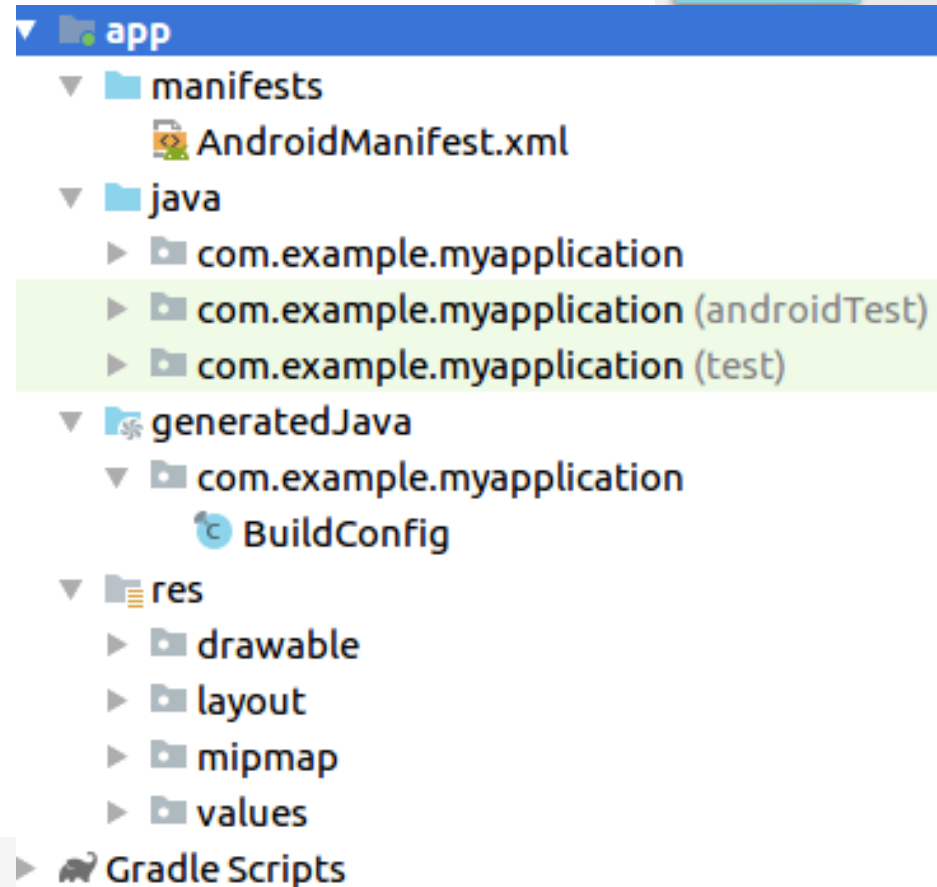 app
manifests
AndroidManifest.xml
java
com.example.myapplication
com.example.myapplication (androidTest)
com.example.myapplication (test)
generatedJava
com.example.myapplication
BuildConfig
res
drawable
layout
mipmap
values
Gradle Scripts